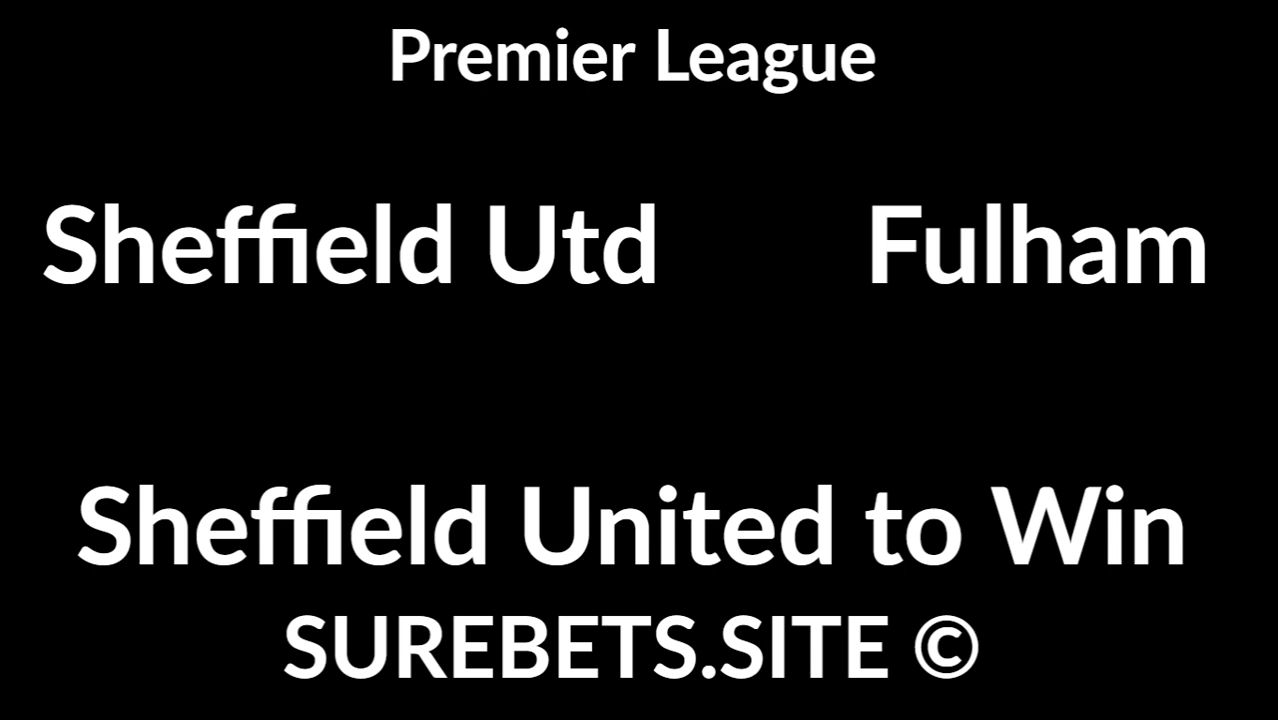 Premier League
Sheffield Utd Fulham
Sheffield United to Win
SUREBETS.SITE ©